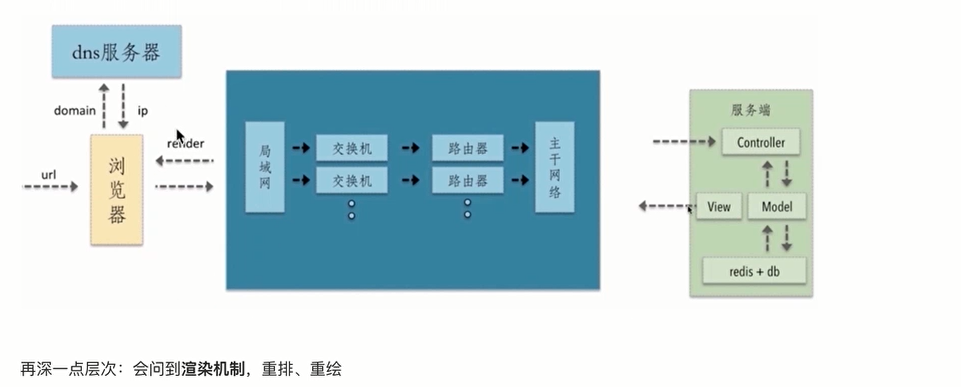 dns服务器
domain
ip
url
浏览器
render
局域网
交换机
路由器
交换机
路由器
主干网络
服务端
Controller
View
Model
redis + db
再深一点层次：会问到渲染机制，重排、重绘